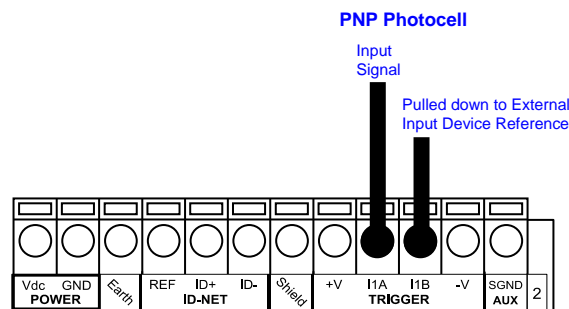 PNP Photocell
Input
Signal
Pulled down to External
Input Device Reference
Vdc GND Earth REF ID+ ID- Shield +V I1A I1B -V SGND 2
POWER ID-NET TRIGGER AUX